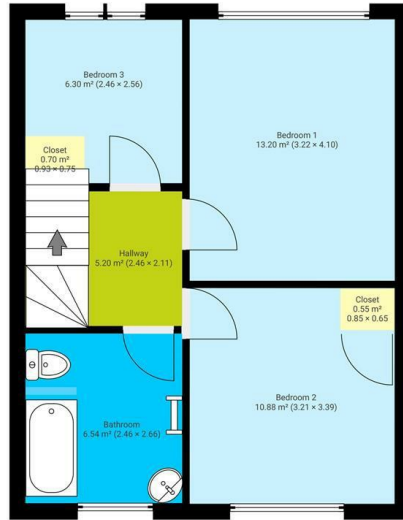 Bedroom 3
6.30 m² (2.46 × 2.56)
Bedroom 1
13.20 m² (3.22 × 4.10)
Closet
0.70 m²
0.93 × 0.75
Hallway
5.20 m² (2.46 × 2.11)
Closet
0.55 m²
0.85 × 0.65
Bedroom 2
10.88 m² (3.21 × 3.39)
Bathroom
6.54 m² (2.46 × 2.66)